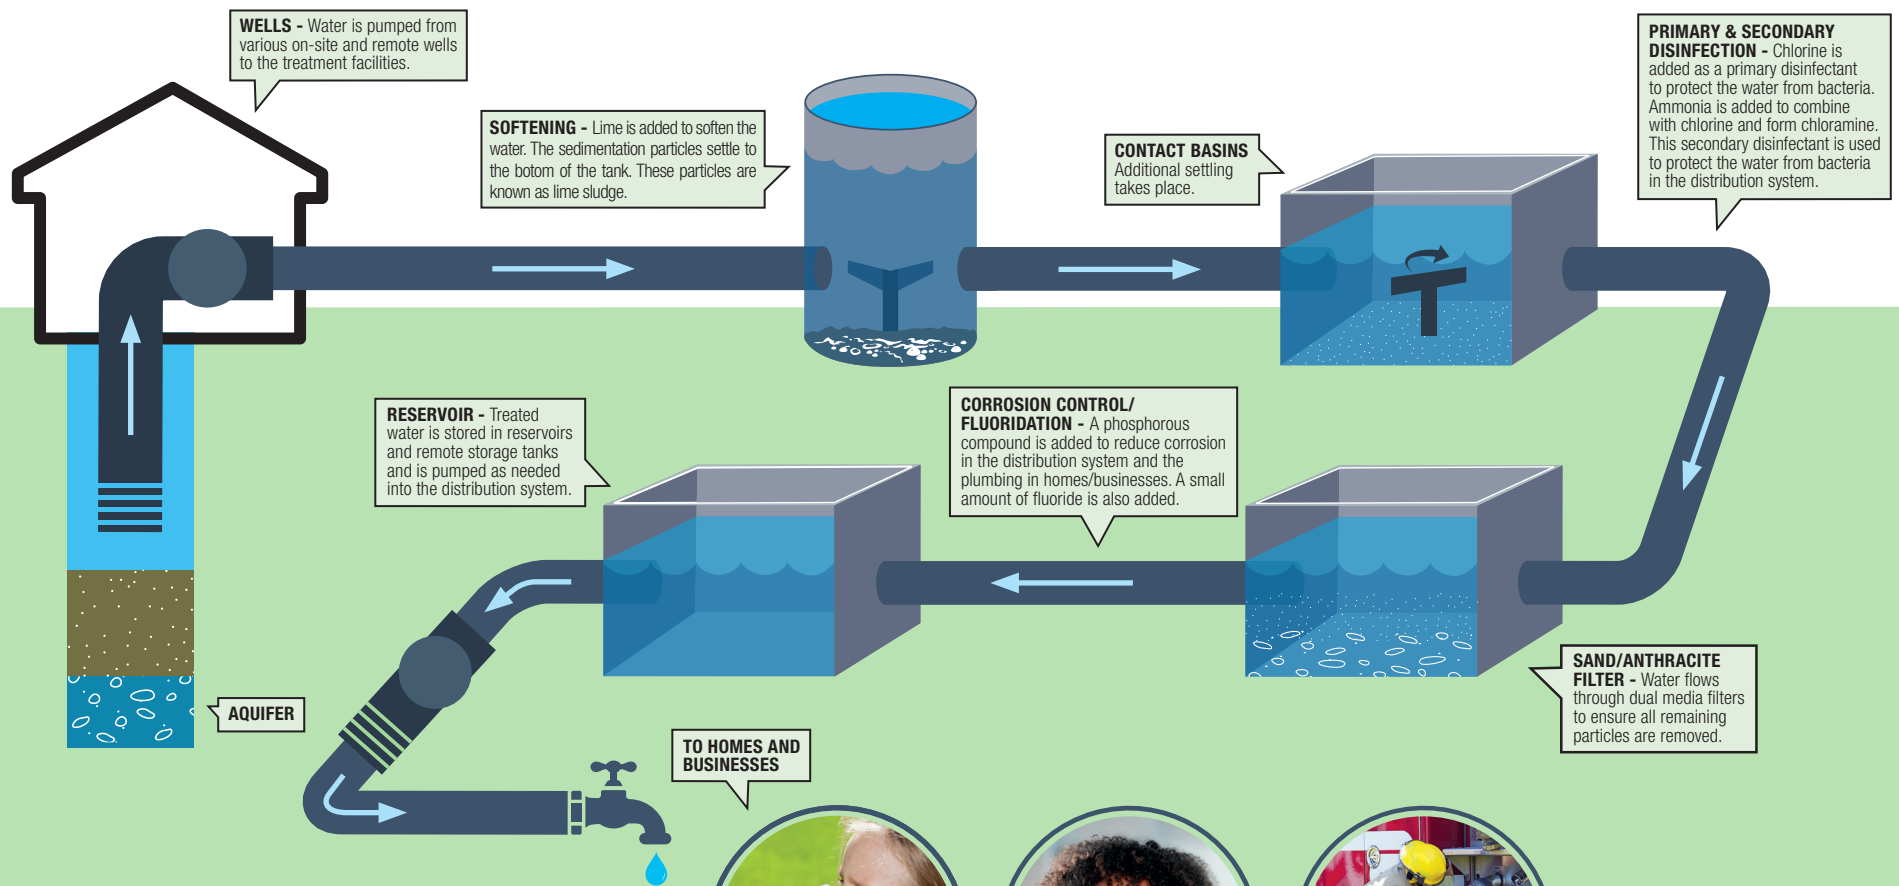 WELLS - Water is pumped from
various on-site and remote wells
to the treatment facilities.
SOFTENING - Lime is added to soften the
water. The sedimentation particles settle to
the botom of the tank. These particles are
known as lime sludge.
CONTACT BASINS
Additional settling
takes place.
PRIMARY & SECONDARY
DISINFECTION - Chlorine is
added as a primary disinfectant
to protect the water from bacteria.
Ammonia is added to combine
with chlorine and form chloramine.
This secondary disinfectant is used
to protect the water from bacteria
in the distribution system.
RESERVOIR - Treated
water is stored in reservoirs
and remote storage tanks
and is pumped as needed
into the distribution system.
CORROSION CONTROL/
FLUORIDATION - A phosphorous
compound is added to reduce corrosion
in the distribution system and the
plumbing in homes/businesses. A small
amount of fluoride is also added.
SAND/ANTHRACITE
FILTER - Water flows
through dual media filters
to ensure all remaining
particles are removed.
AQUIFER
TO HOMES AND
BUSINESSES